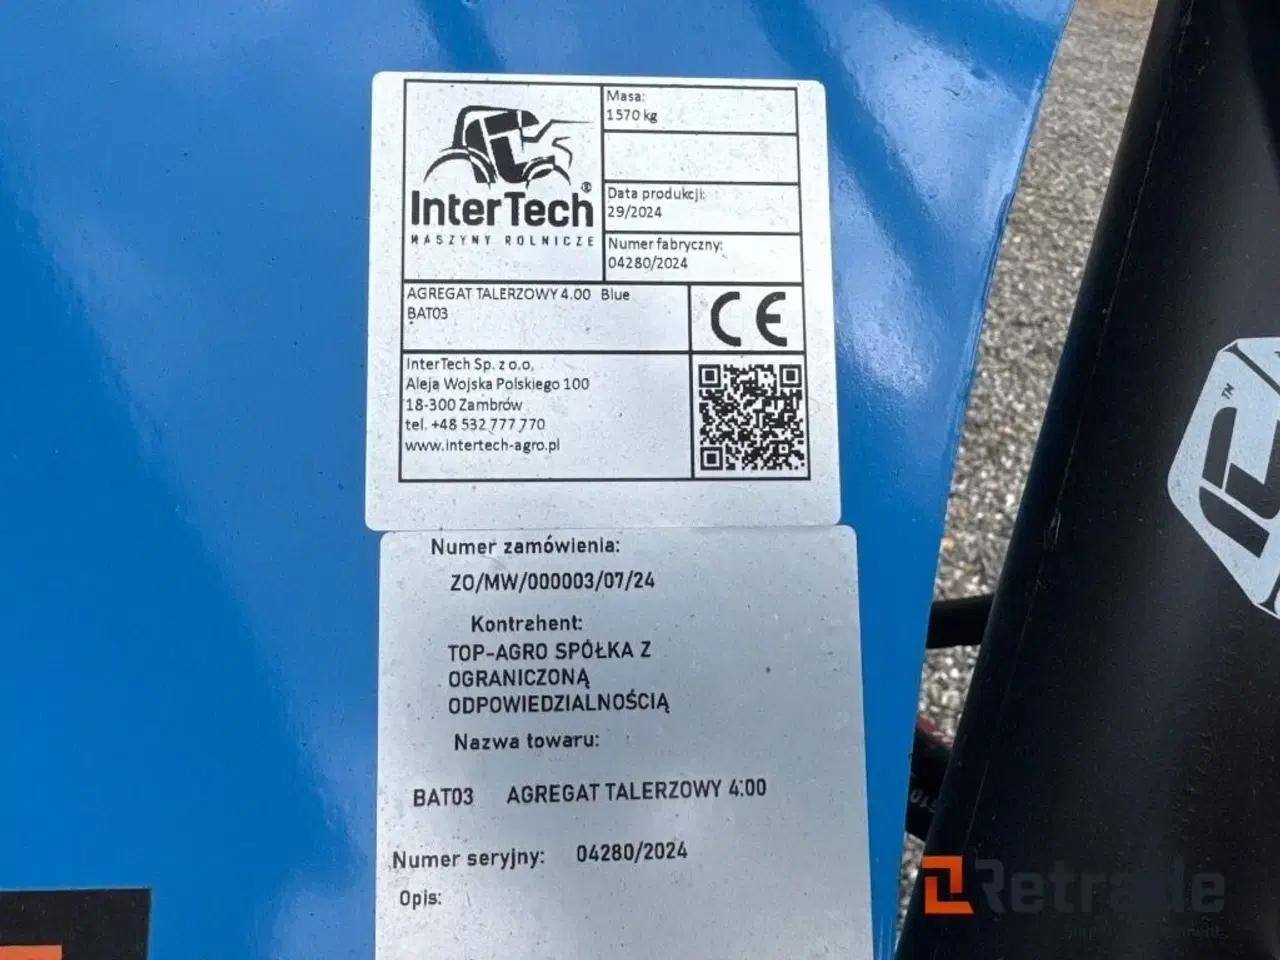 InterTech®
MASZYNY ROLNICZE
Masa:
1570 kg
Data produkcji:
29/2024
Numer fabryczny:
04280/2024
AGREGAT TALERZOWY 4.00 Blue
BAT03
CE
InterTech Sp. z o.o,
Aleja Wojska Polskiego 100
18-300 Zambrów
tel. +48 532 777 770
www.intertech-agro.pl
Numer zamówienia:
ZO/MW/000003/07/24
Kontrahent:
TOP-AGRO SPÓŁKA Z
OGRANICZONĄ
ODPOWIEDZIALNOŚCIĄ
Nazwa towaru:
BAT03 AGREGAT TALERZOWY 4.00
Numer seryjny: 04280/2024
Opis:
TM
Retrade